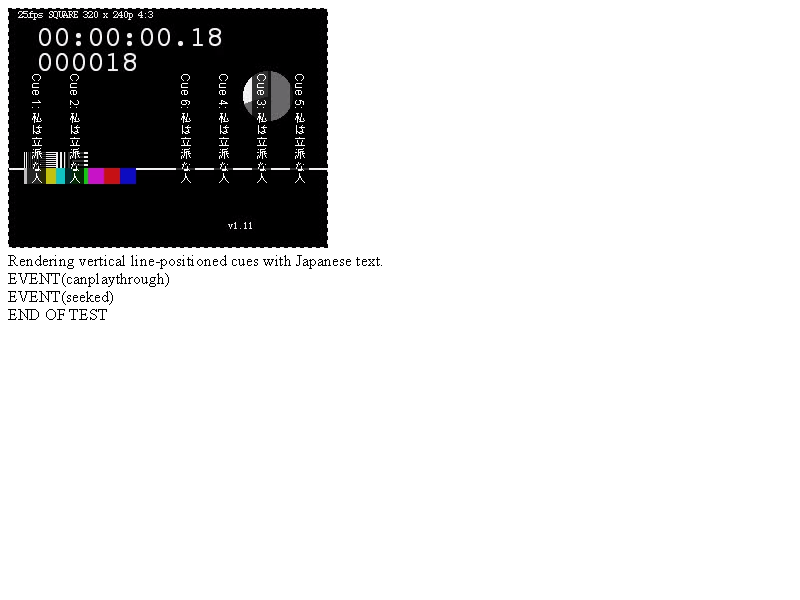 25fps SQUARE 320 x 240p 4:3
00:00:00.18
000018
Cue 1: 私は立派な人
Cue 2: 私は立派な人
Cue 6: 私は立派な人
Cue 4: 私は立派な人
Cue 3: 私は立派な人
Cue 5: 私は立派な人
v1.11
Rendering vertical line-positioned cues with Japanese text.
EVENT(canplaythrough)
EVENT(seeked)
END OF TEST